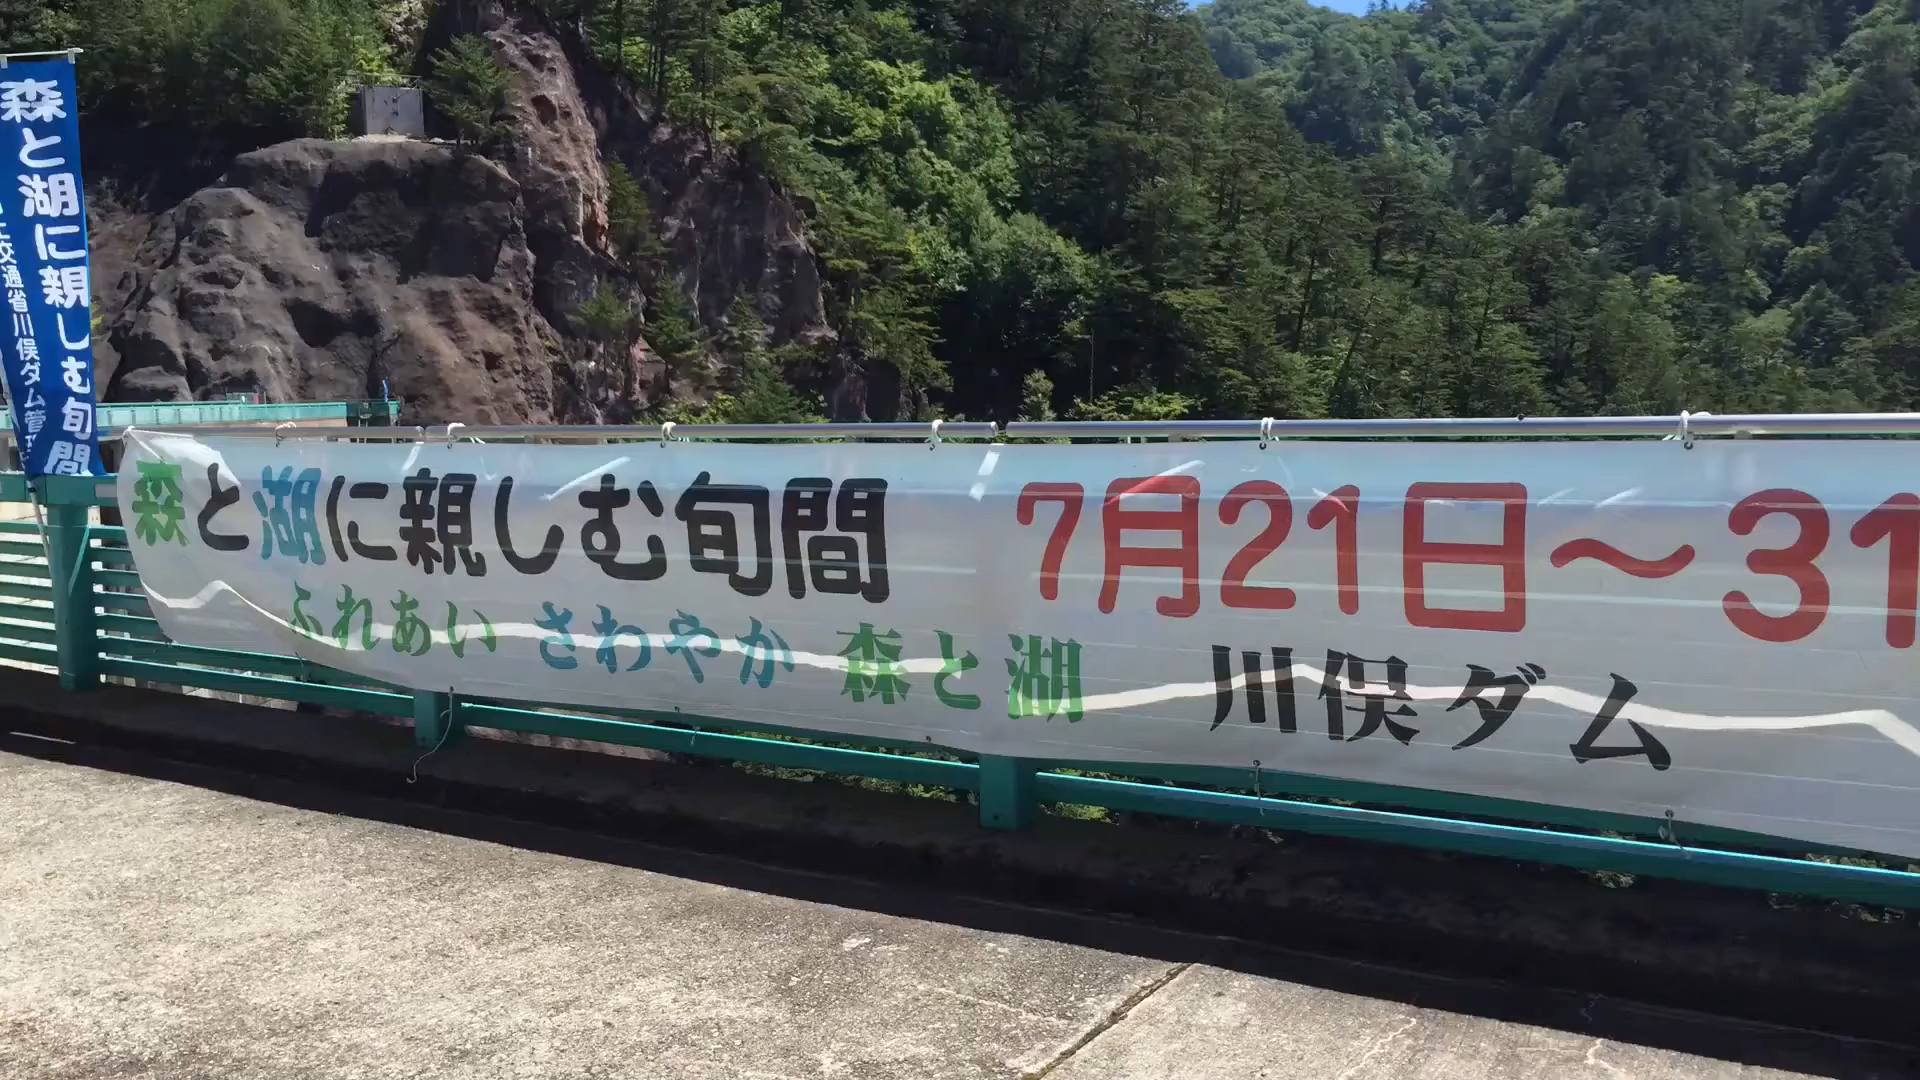 森と湖に親しむ旬間
交通省川俣ダム管理
森と湖に親しむ旬間 7月21日～31
ふれあい さわやか 森と湖 川俣ダム